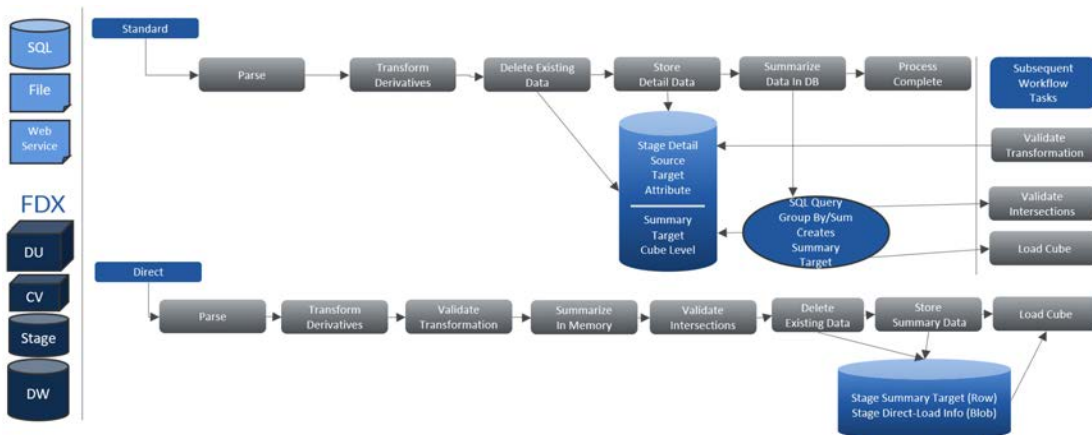 SQL
File
Web
Service
FDX
DU
CV
Stage
DW
Standard
Parse
Transform
Derivatives
Delete Existing
Data
Store
Detail Data
Summarize
Data In DB
Process
Complete
Subsequent
Workflow
Tasks
Stage Detail
Source
Target
Attribute
Summary
Target
Cube Level
SQL Query
Group By/Sum
Creates
Summary
Target
Validate
Transformation
Validate
Intersections
Load Cube
Direct
Parse
Transform
Derivatives
Validate
Transformation
Summarize
In Memory
Validate
Intersections
Delete
Existing Data
Store
Summary Data
Load Cube
Stage Summary Target (Row)
Stage Direct-Load Info (Blob)